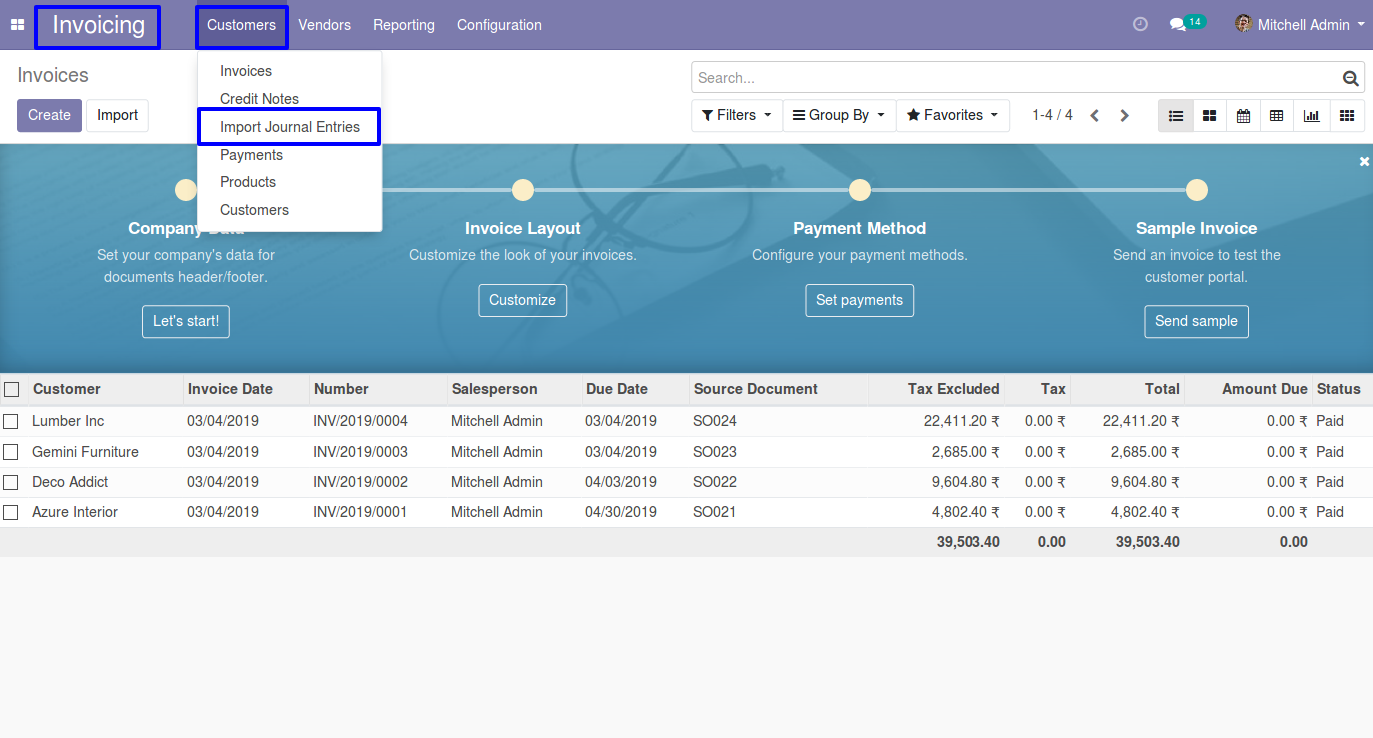 Invoicing Customers Vendors Reporting Configuration 14 Mitchell Admin
Invoices
Search...
Create Import
Filters Group By Favorites 1-4 / 4
Invoices
Credit Notes
Import Journal Entries
Payments
Products
Customers
Company Data
Set your company's data for
documents header/footer.
Let's start!
Invoice Layout
Customize the look of your invoices.
Customize
Payment Method
Configure your payment methods.
Set payments
Sample Invoice
Send an invoice to test the
customer portal.
Send sample
Customer Invoice Date Number Salesperson Due Date Source Document Tax Excluded Tax Total Amount Due Status
Lumber Inc 03/04/2019 INV/2019/0004 Mitchell Admin 03/04/2019 SO024 22,411.20 ₹ 0.00 ₹ 22,411.20 ₹ 0.00 ₹ Paid
Gemini Furniture 03/04/2019 INV/2019/0003 Mitchell Admin 03/04/2019 SO023 2,685.00 ₹ 0.00 ₹ 2,685.00 ₹ 0.00 ₹ Paid
Deco Addict 03/04/2019 INV/2019/0002 Mitchell Admin 04/03/2019 SO022 9,604.80 ₹ 0.00 ₹ 9,604.80 ₹ 0.00 ₹ Paid
Azure Interior 03/04/2019 INV/2019/0001 Mitchell Admin 04/30/2019 SO021 4,802.40 ₹ 0.00 ₹ 4,802.40 ₹ 0.00 ₹ Paid
39,503.40 0.00 39,503.40 0.00